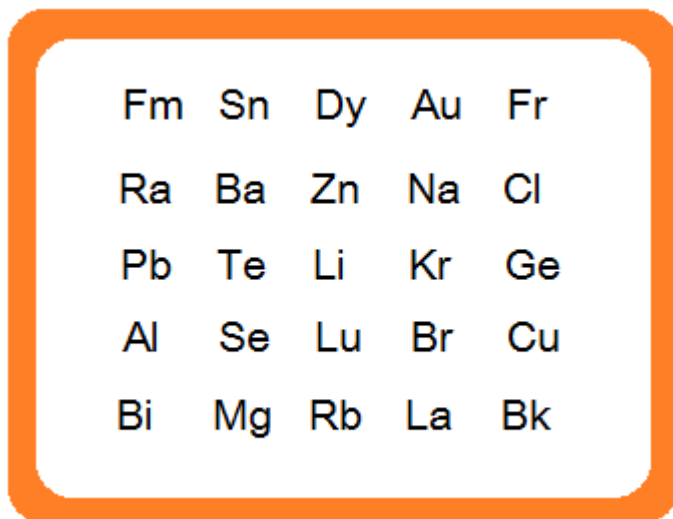 Fm Sn Dy Au Fr
Ra Ba Zn Na Cl
Pb Te Li Kr Ge
Al Se Lu Br Cu
Bi Mg Rb La Bk